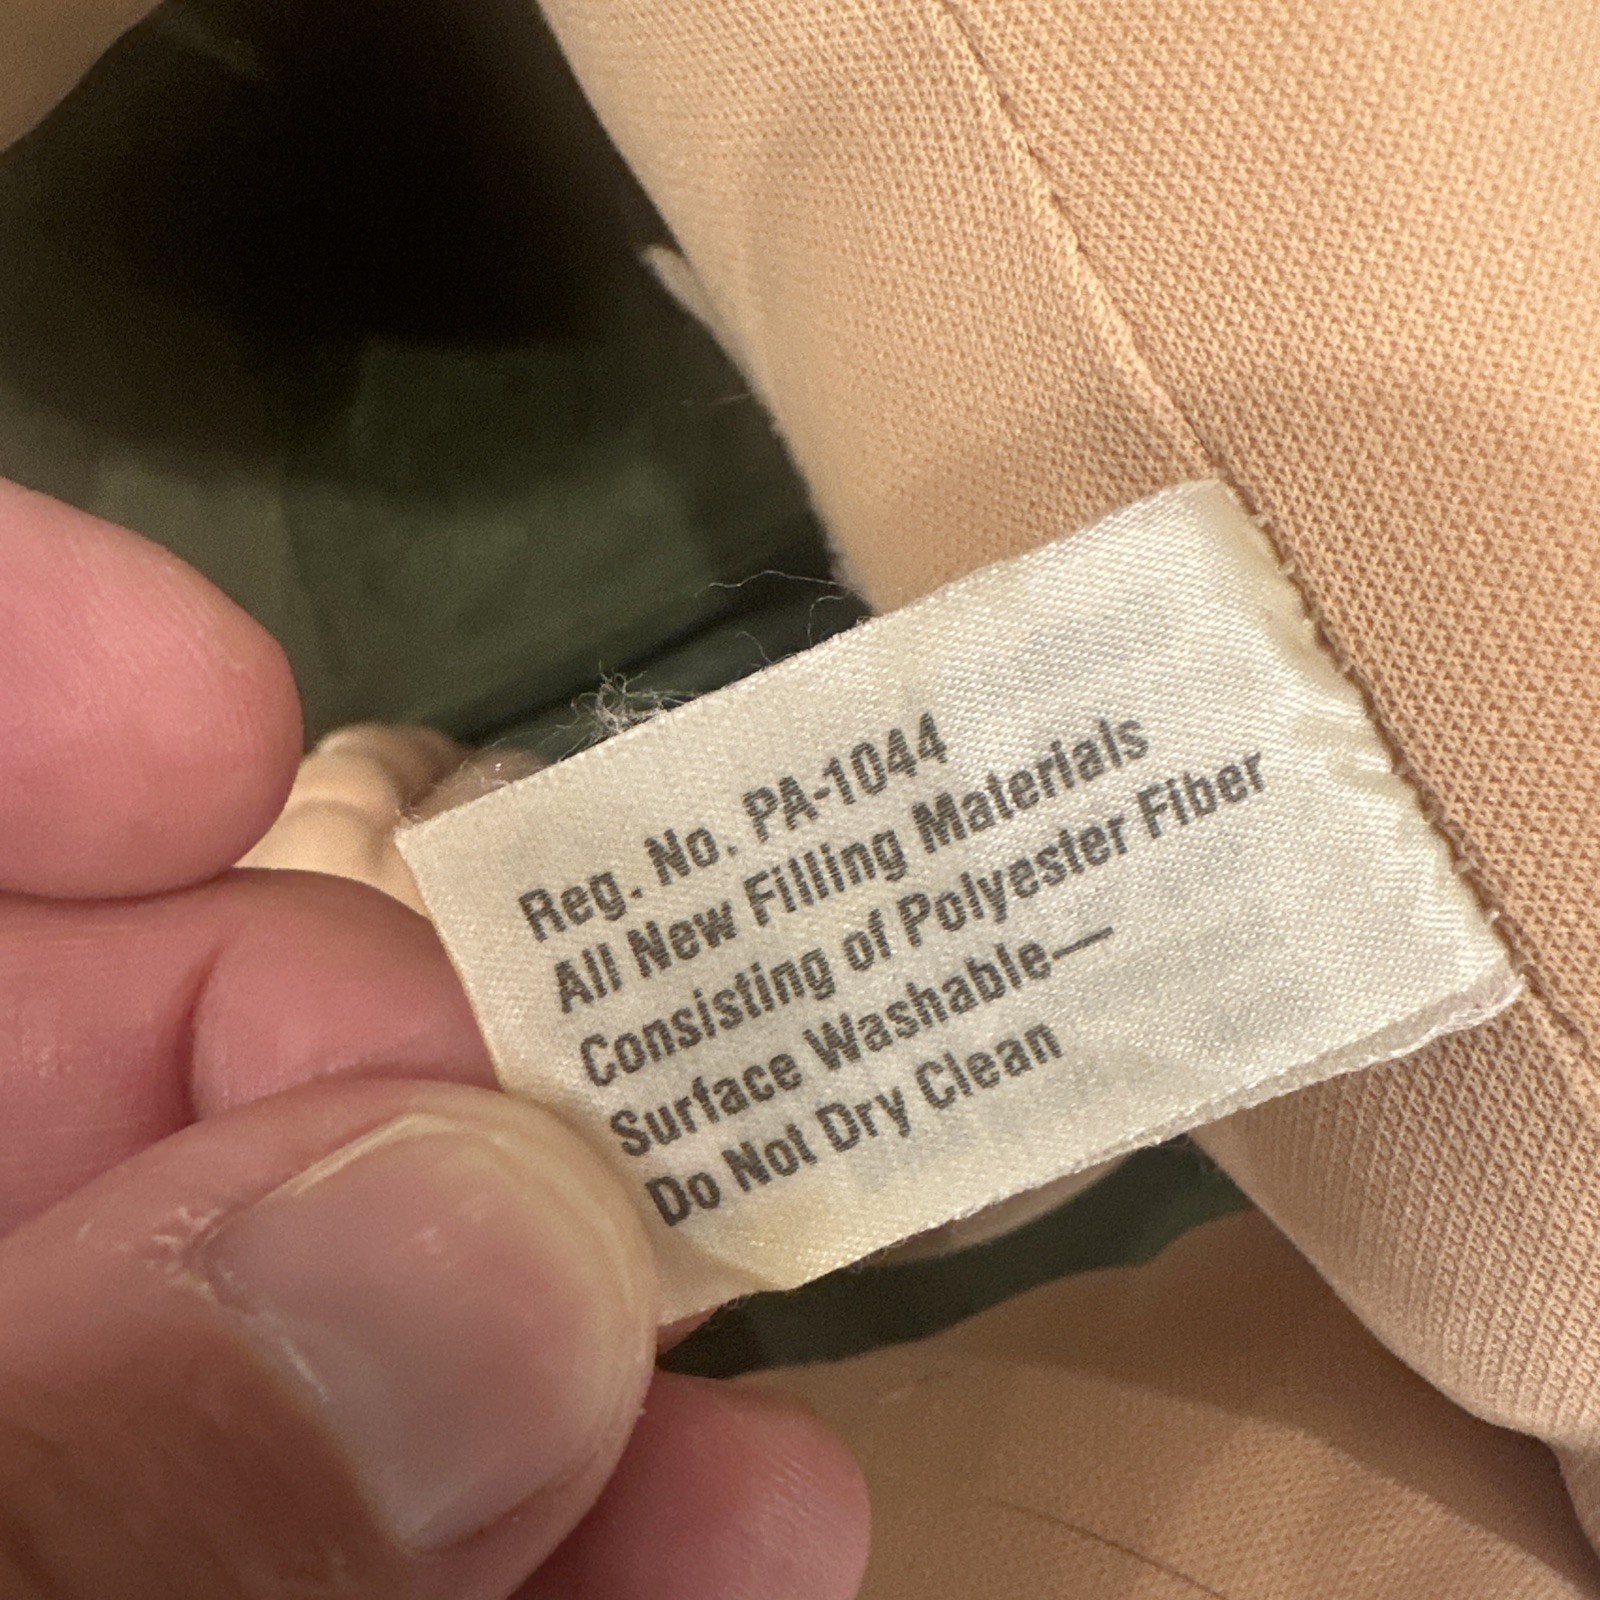 Reg. No. PA-1044
All New Filling Materials
Consisting of Polyester Fiber
Surface Washable—
Do Not Dry Clean